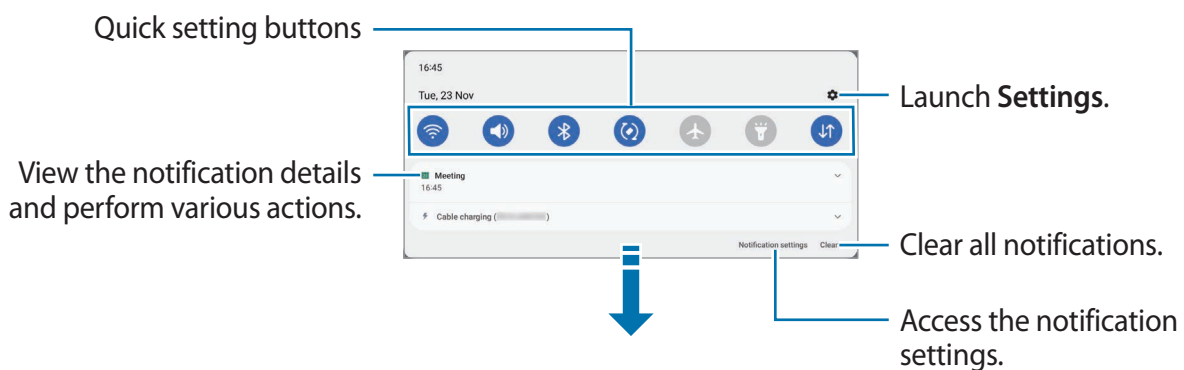 Quick setting buttons
16:45
Tue, 23 Nov
Launch Settings.
View the notification details
and perform various actions.
Meeting
16:45
Cable charging ( )
Notification settings Clear
Clear all notifications.
Access the notification
settings.